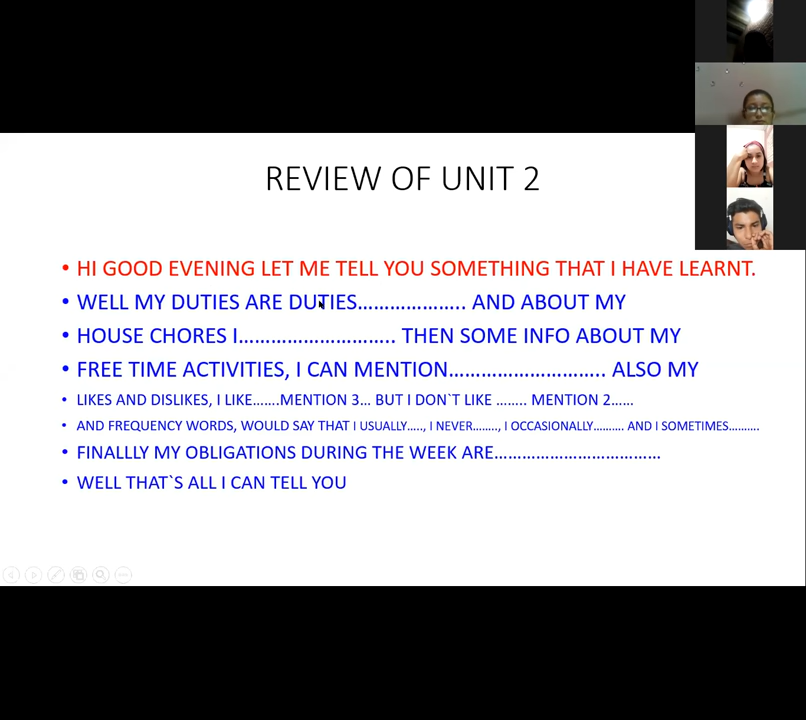 REVIEW OF UNIT 2
• HI GOOD EVENING LET ME TELL YOU SOMETHING THAT I HAVE LEARNT.
• WELL MY DUTIES ARE DUTIES……………….. AND ABOUT MY
• HOUSE CHORES I…………………………….. THEN SOME INFO ABOUT MY
• FREE TIME ACTIVITIES, I CAN MENTION…………………………….. ALSO MY
• LIKES AND DISLIKES, I LIKE…….MENTION 3… BUT I DON`T LIKE …….. MENTION 2……
• AND FREQUENCY WORDS, WOULD SAY THAT I USUALLY….., I NEVER…….., I OCCASIONALLY……… AND I SOMETIMES……….
• FINALLLY MY OBLIGATIONS DURING THE WEEK ARE………………………………
• WELL THAT`S ALL I CAN TELL YOU